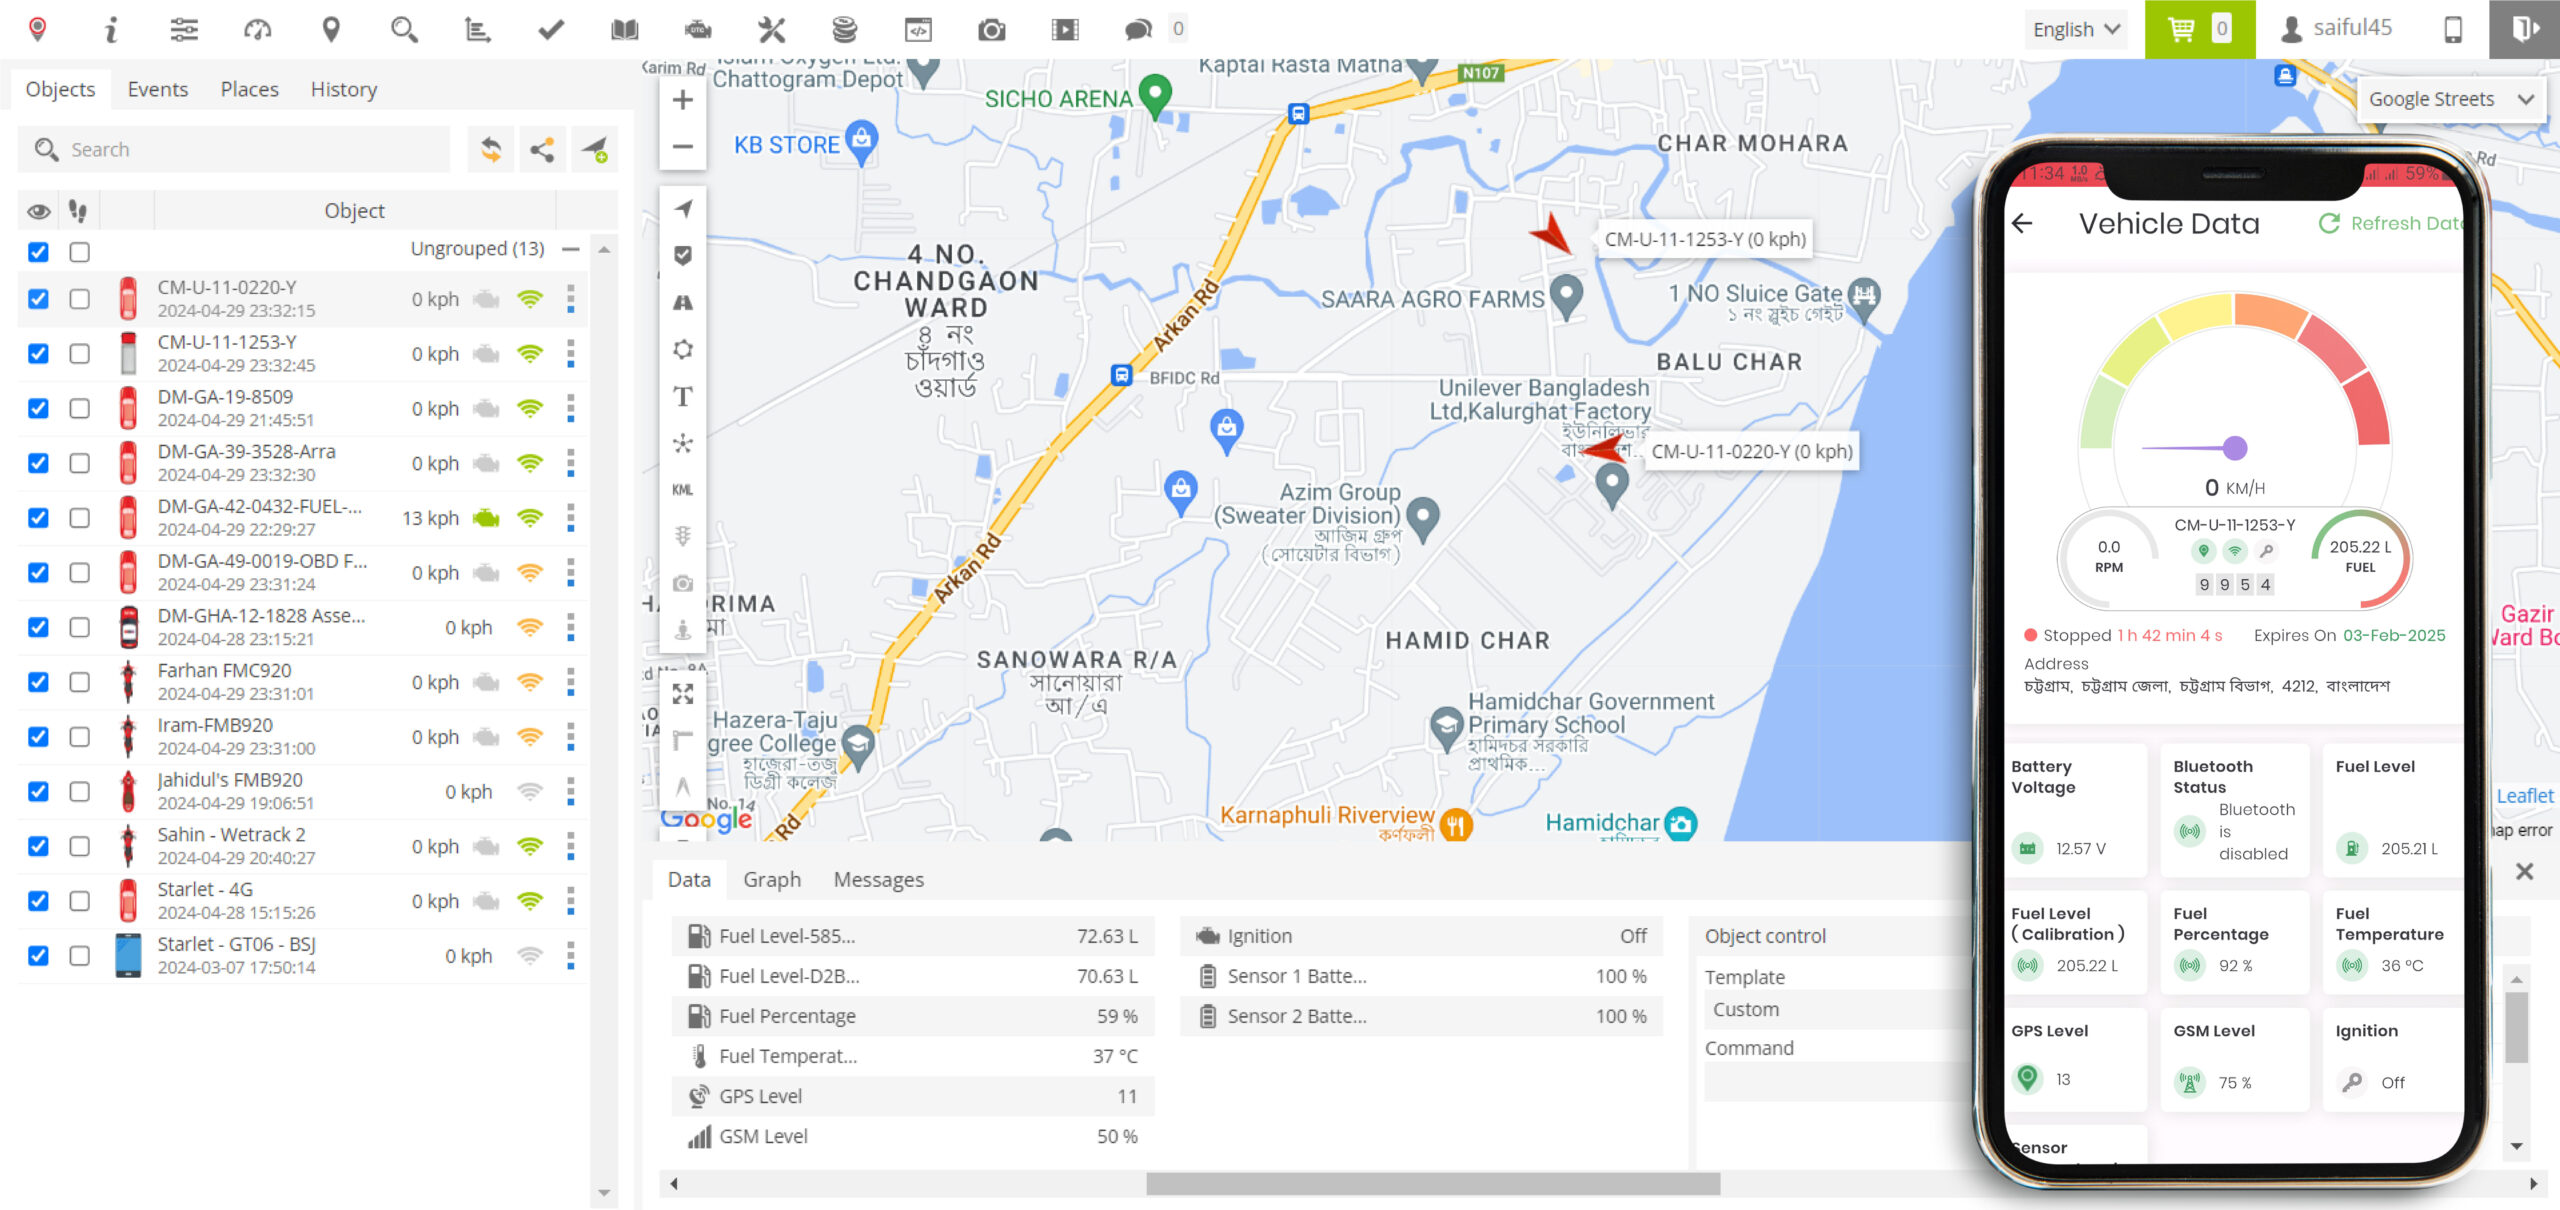 0
English
0
saiful45
Objects
Events
Places
History
Search
Object
Ungrouped (13)
CM-U-11-0220-Y
2024-04-29 23:32:15
0 kph
CM-U-11-1253-Y
2024-04-29 23:32:45
0 kph
DM-GA-19-8509
2024-04-29 21:45:51
0 kph
DM-GA-39-3528-Arra
2024-04-29 23:32:30
0 kph
DM-GA-42-0432-FUEL-...
2024-04-29 22:29:27
13 kph
DM-GA-49-0019-OBD F...
2024-04-29 23:31:24
0 kph
DM-GHA-12-1828 Asse...
2024-04-28 23:15:21
0 kph
Farhan FMC920
2024-04-29 23:31:01
0 kph
Iram-FMB920
2024-04-29 23:31:00
0 kph
Jahidul's FMB920
2024-04-29 19:06:51
0 kph
Sahin - Wetrack 2
2024-04-29 20:40:27
0 kph
Starlet - 4G
2024-04-28 15:15:26
0 kph
Starlet - GT06 - BSJ
2024-03-07 17:50:14
0 kph
Karim Rd
Islam Oxygen Ltd.
Chattogram Depot
Kaptai Rasta Matha
N107
SICHO ARENA
KB STORE
CHAR MOHARA
Google Streets
Rd
4 NO.
CHANDGAON
WARD
৪ নং
চাঁদগাও
ওয়ার্ড
CM-U-11-1253-Y (0 kph)
SAARA AGRO FARMS
1 NO Sluice Gate
১ নং স্লুইচ গেইট
Arkan Rd
BFIDC Rd
BALU CHAR
Unilever Bangladesh
Ltd,Kalurghat Factory
ইউনিলিভার
CM-U-11-0220-Y (0 kph)
Azim Group
(Sweater Division)
আজিম গ্রুপ
(সোয়েটার বিভাগ)
Arkan Rd
KML
RIMA
HAMID CHAR
SANOWARA R/A
সানোয়ারা
আ/এ
Hazera-Taju
gree College
হাজেরা-তজু
ডিগ্রী কলেজ
Hamidchar Government
Primary School
হামিদচর সরকারি
প্রাথমিক...
No. 14
Google
Rd
Karnaphuli Riverview
কর্ণফুলী
Hamidchar
Gazir
Ward Bo
Leaflet
map error
Data
Graph
Messages
Fuel Level-585...
72.63 L
Fuel Level-D2B...
70.63 L
Fuel Percentage
59 %
Fuel Temperat...
37 °C
GPS Level
11
GSM Level
50 %
Ignition
Off
Sensor 1 Batte...
100 %
Sensor 2 Batte...
100 %
Object control
Template
Custom
Command
11:34
59%
Vehicle Data
Refresh Data
0 KM/H
CM-U-11-1253-Y
0.0
RPM
205.22 L
FUEL
9 9 5 4
Stopped 1 h 42 min 4 s
Expires On 03-Feb-2025
Address
চট্টগ্রাম, চট্টগ্রাম জেলা, চট্টগ্রাম বিভাগ, 4212, বাংলাদেশ
Battery
Voltage
12.57 V
Bluetooth
Status
Bluetooth
is
disabled
Fuel Level
205.21 L
Fuel Level
( Calibration )
205.22 L
Fuel
Percentage
92 %
Fuel
Temperature
36 °C
GPS Level
13
GSM Level
75 %
Ignition
Off
Sensor